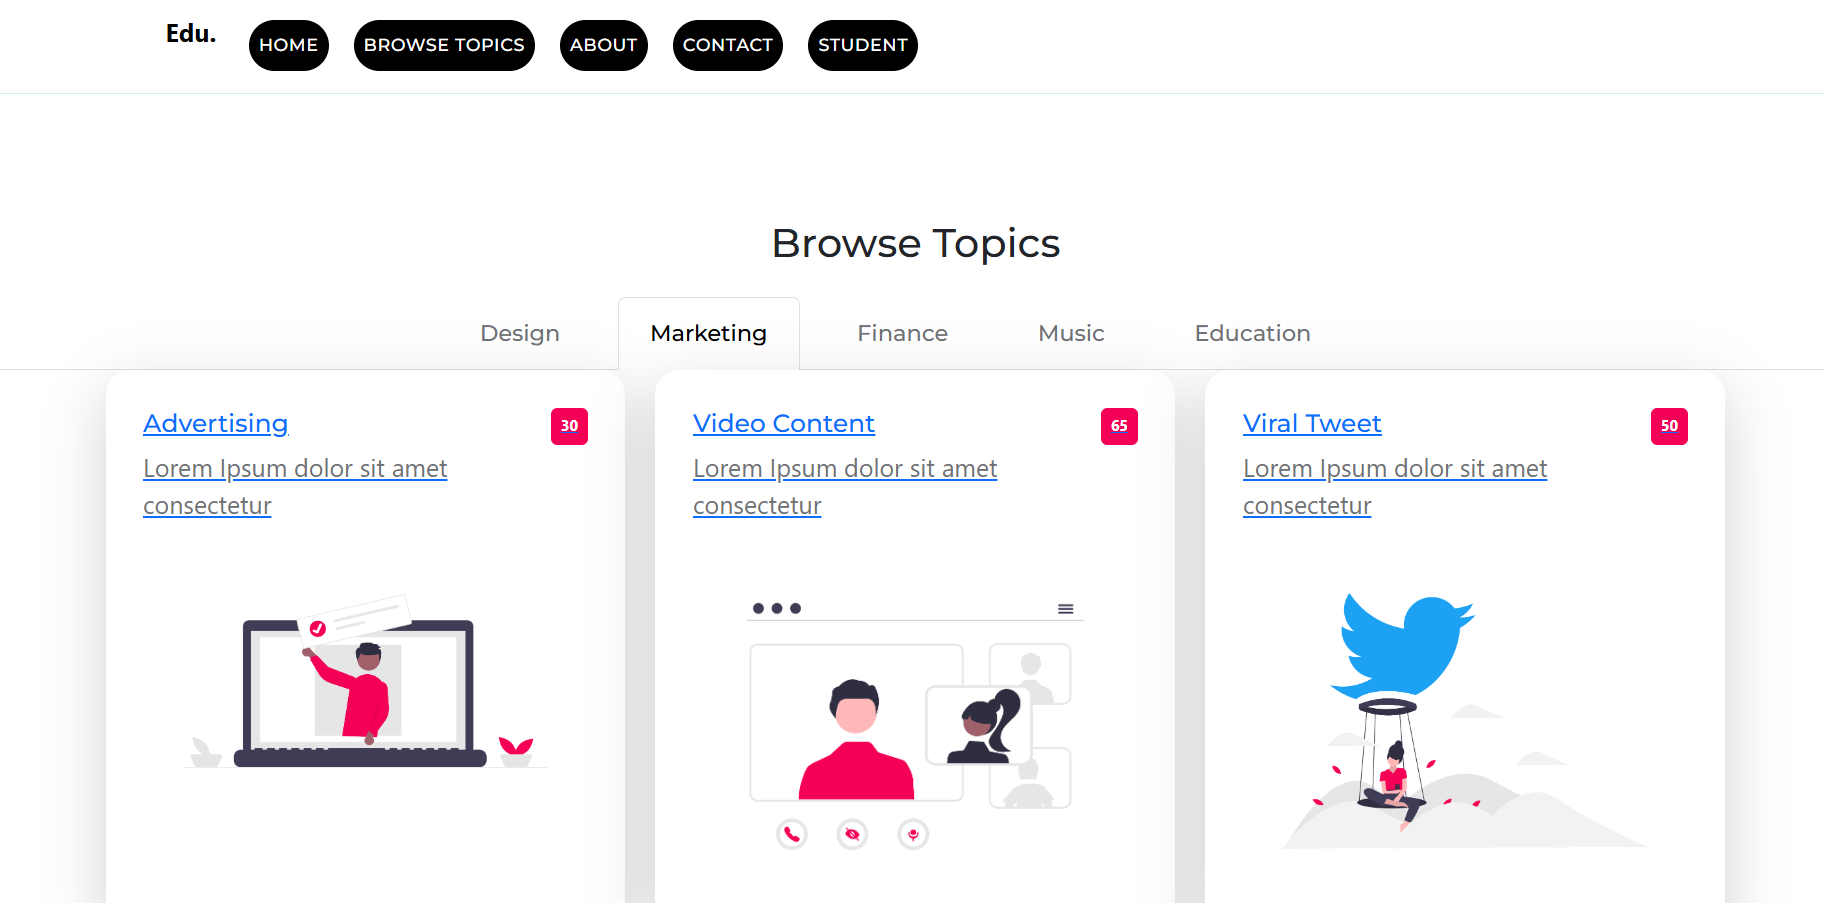 Edu.
HOME
BROWSE TOPICS
ABOUT
CONTACT
STUDENT
Browse Topics
Design
Marketing
Finance
Music
Education
Advertising
30
Lorem Ipsum dolor sit amet
consectetur
Video Content
65
Lorem Ipsum dolor sit amet
consectetur
Viral Tweet
50
Lorem Ipsum dolor sit amet
consectetur